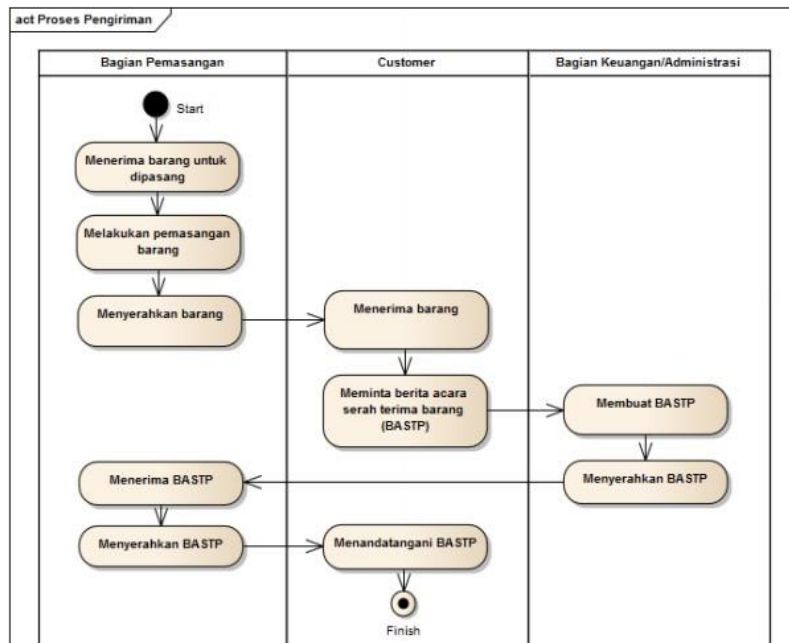 act Proses Pengiriman
Bagian Pemasangan
Customer
Bagian Keuangan/Administrasi
Start
Menerima barang untuk
dipasang
Melakukan pemasangan
barang
Menyerahkan barang
Menerima barang
Meminta berita acara
serah terima barang
(BASTP)
Membuat BASTP
Menyerahkan BASTP
Menerima BASTP
Menyerahkan BASTP
Menandatangani BASTP
Finish